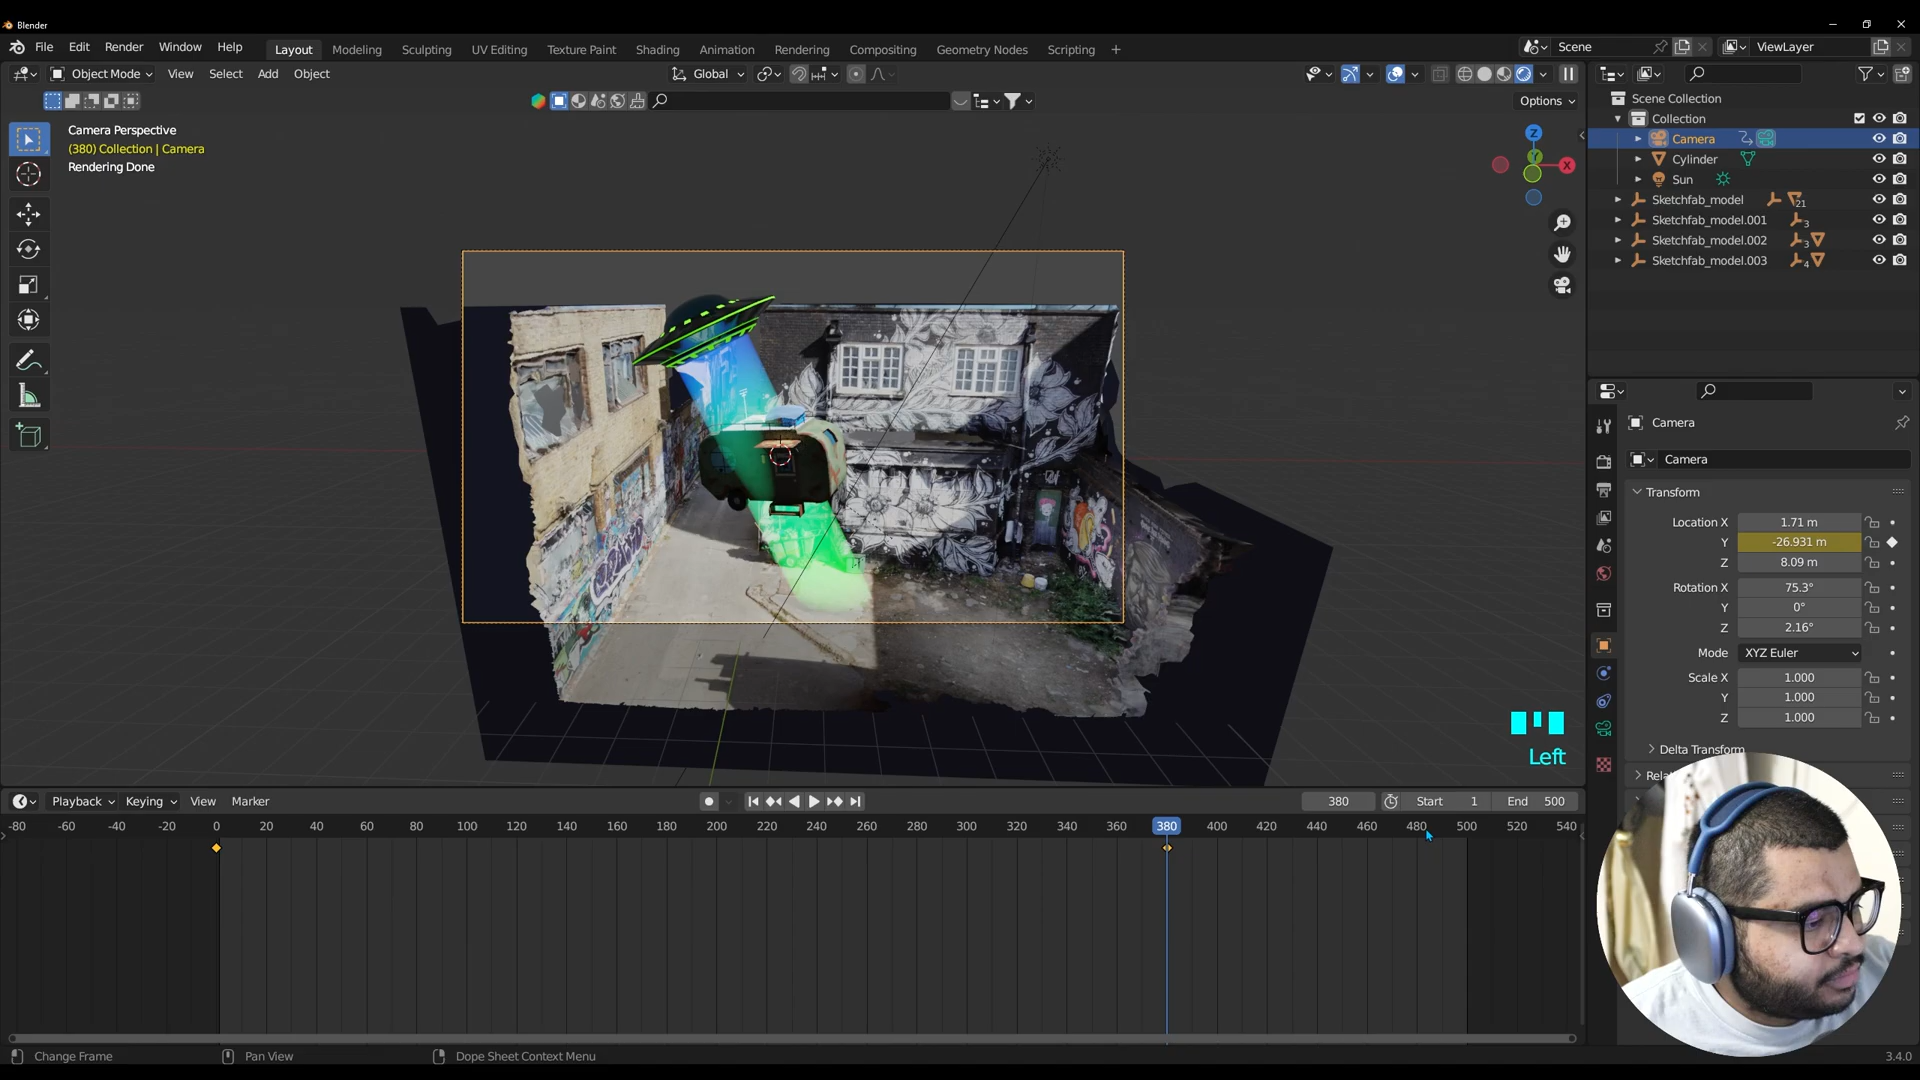 Blender
File Edit Render Window Help Layout Modeling Sculpting UV Editing Texture Paint Shading Animation Rendering Compositing Geometry Nodes Scripting + Scene ViewLayer
Object Mode View Select Add Object Global
Options
Camera Perspective
(380) Collection | Camera
Rendering Done
Z
Y
X
Scene Collection
Collection
Camera
Cylinder
Sun
Sketchfab_model 21
Sketchfab_model.001 3
Sketchfab_model.002 3
Sketchfab_model.003 4
Camera
Camera
Transform
Location X 1.71 m
Y -26.931 m
Z 8.09 m
Rotation X 75.3°
Y 0°
Z 2.16°
Mode XYZ Euler
Scale X 1.000
Y 1.000
Z 1.000
Delta Transform
Left
Playback Keying View Marker 380 Start 1 End 500
-80 -60 -40 -20 0 20 40 60 80 100 120 140 160 180 200 220 240 260 280 300 320 340 360 380 400 420 440 460 480 500 520 540
Change Frame Pan View Dope Sheet Context Menu 3.4.0